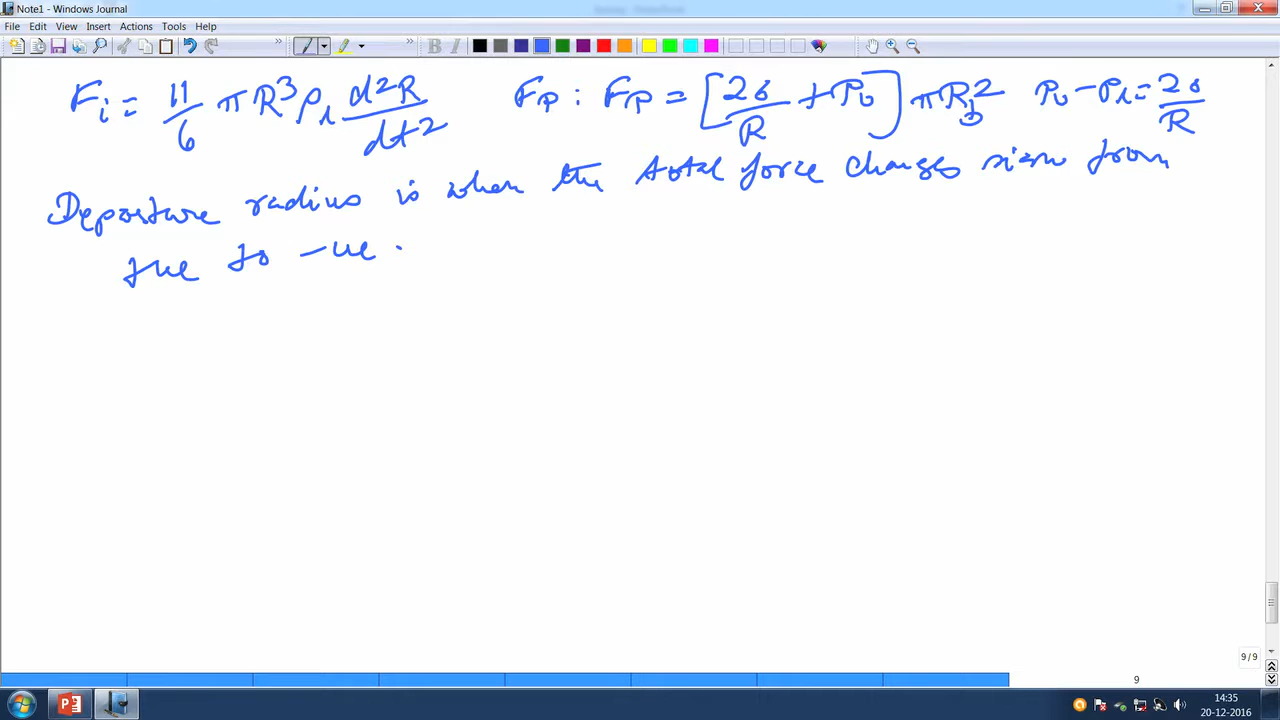 Note1 - Windows Journal
File Edit View Insert Actions Tools Help
Fi = 11/6 πR³ρl d²R/dt² FP : FP = [2σ/R + Pv] πRb² Pv - Pl = 2σ/R
Departure radius is when the total force changes sign from
+ve to -ve.
9/9
9
14:35
20-12-2016